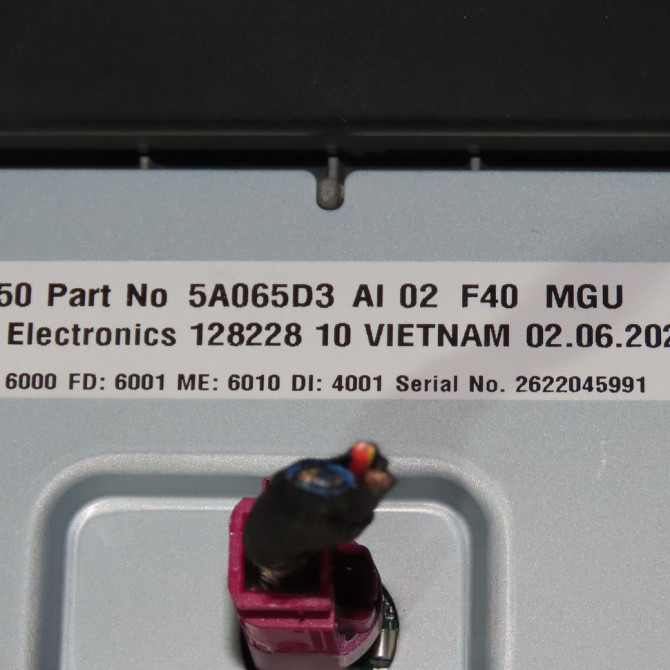 50 Part No 5A065D3 AI 02 F40 MGU
Electronics 128228 10 VIETNAM 02.06.202
6000 FD: 6001 ME: 6010 DI: 4001 Serial No. 2622045991